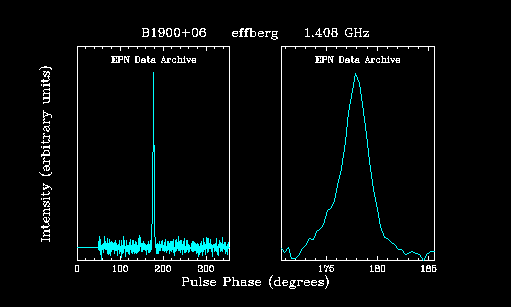 B1900+06 effberg 1.408 GHz
EPN Data Archive
EPN Data Archive
Intensity (arbitrary units)
0 100 200 300
175 180 185
Pulse Phase (degrees)